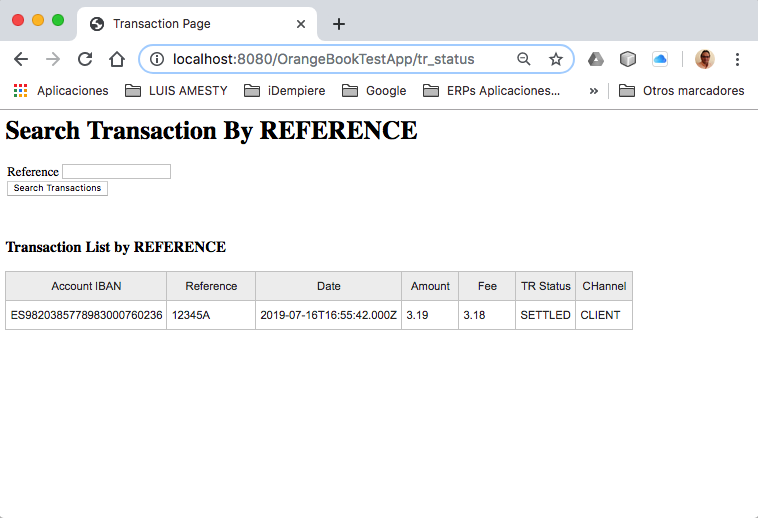 Transaction Page
localhost:8080/OrangeBookTestApp/tr_status
Aplicaciones LUIS AMESTY iDempiere Google ERPs Aplicaciones... » Otros marcadores
Search Transaction By REFERENCE
Reference
Search Transactions
Transaction List by REFERENCE
Account IBAN Reference Date Amount Fee TR Status CHannel
ES9820385778983000760236 12345A 2019-07-16T16:55:42.000Z 3.19 3.18 SETTLED CLIENT